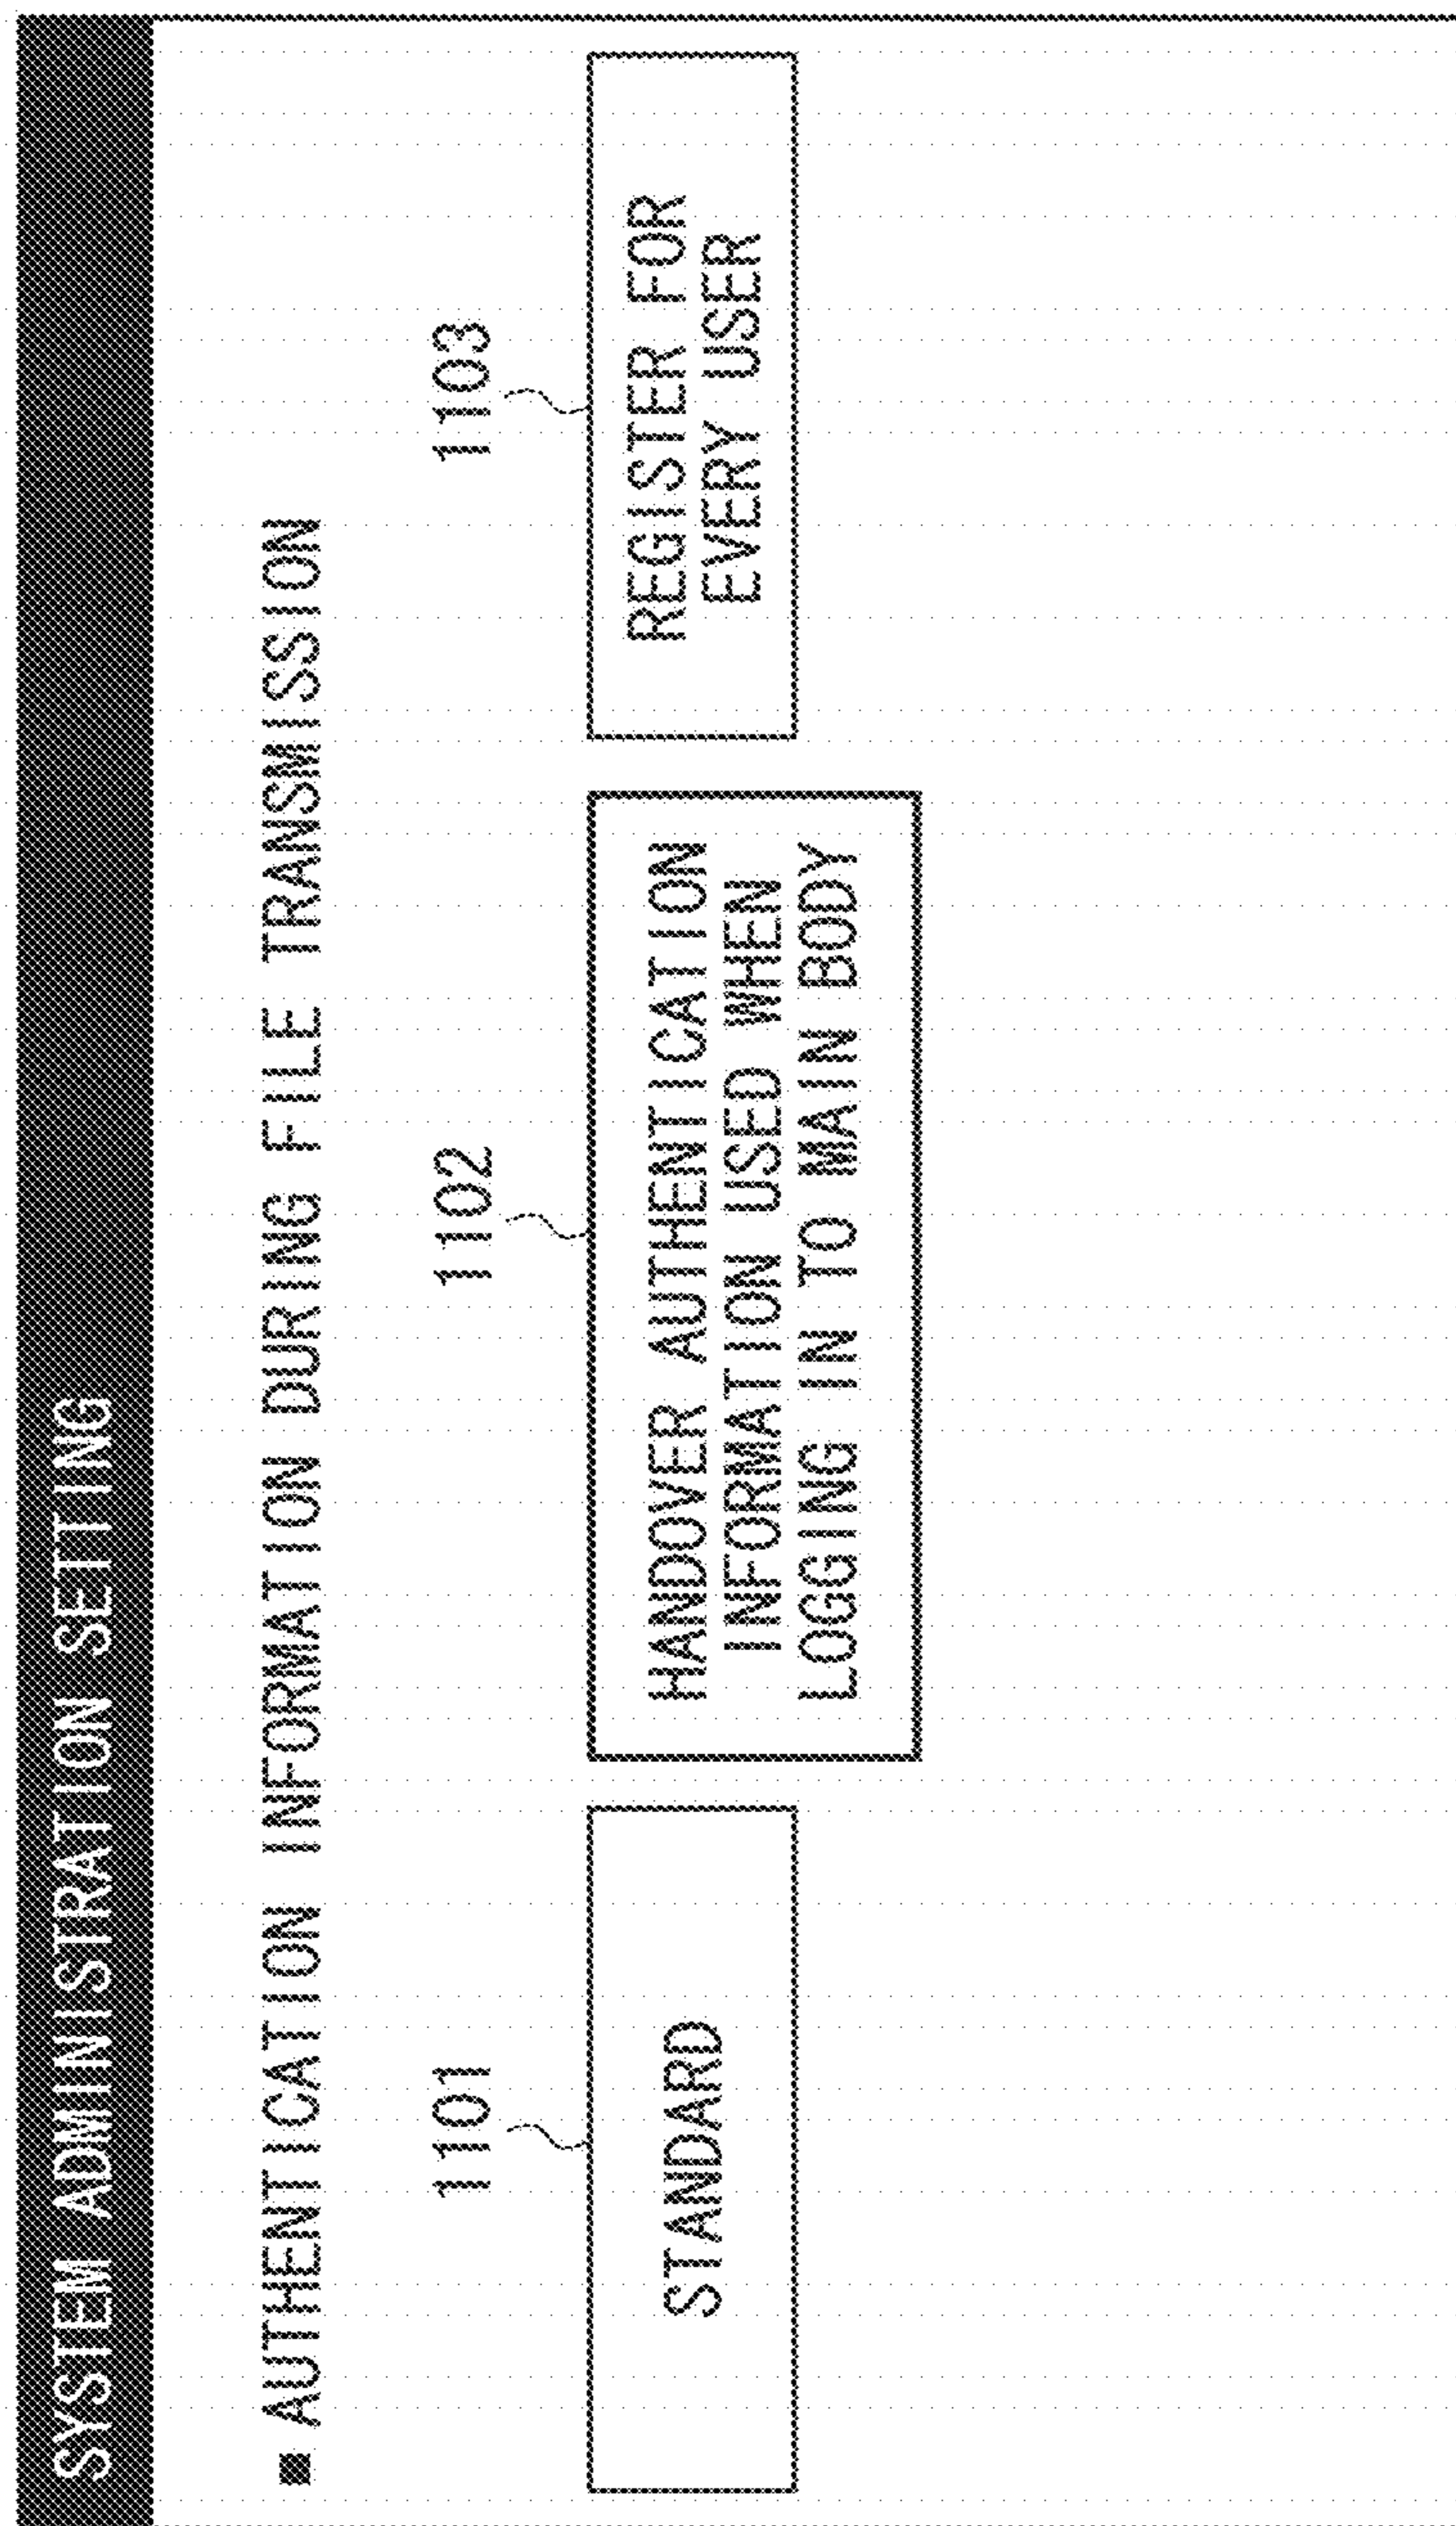 SYSTEM ADMINISTRATION SETTING
■ AUTHENTICATION INFORMATION DURING FILE TRANSMISSION
1101
STANDARD
1102
HANDOVER AUTHENTICATION
INFORMATION USED WHEN
LOGGING IN TO MAIN BODY
1103
REGISTER FOR
EVERY USER